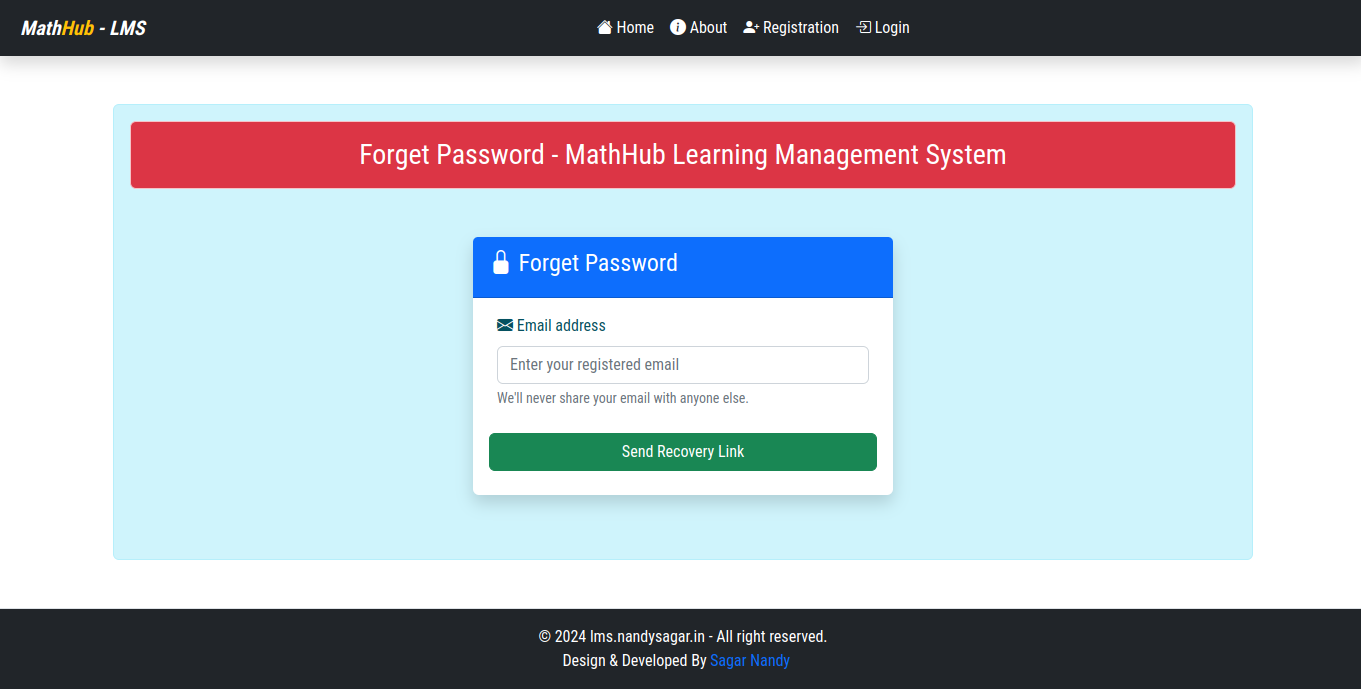 MathHub - LMS
Home About Registration Login
Forget Password - MathHub Learning Management System
Forget Password
Email address
Enter your registered email
We'll never share your email with anyone else.
Send Recovery Link
© 2024 lms.nandysagar.in - All right reserved.
Design & Developed By Sagar Nandy